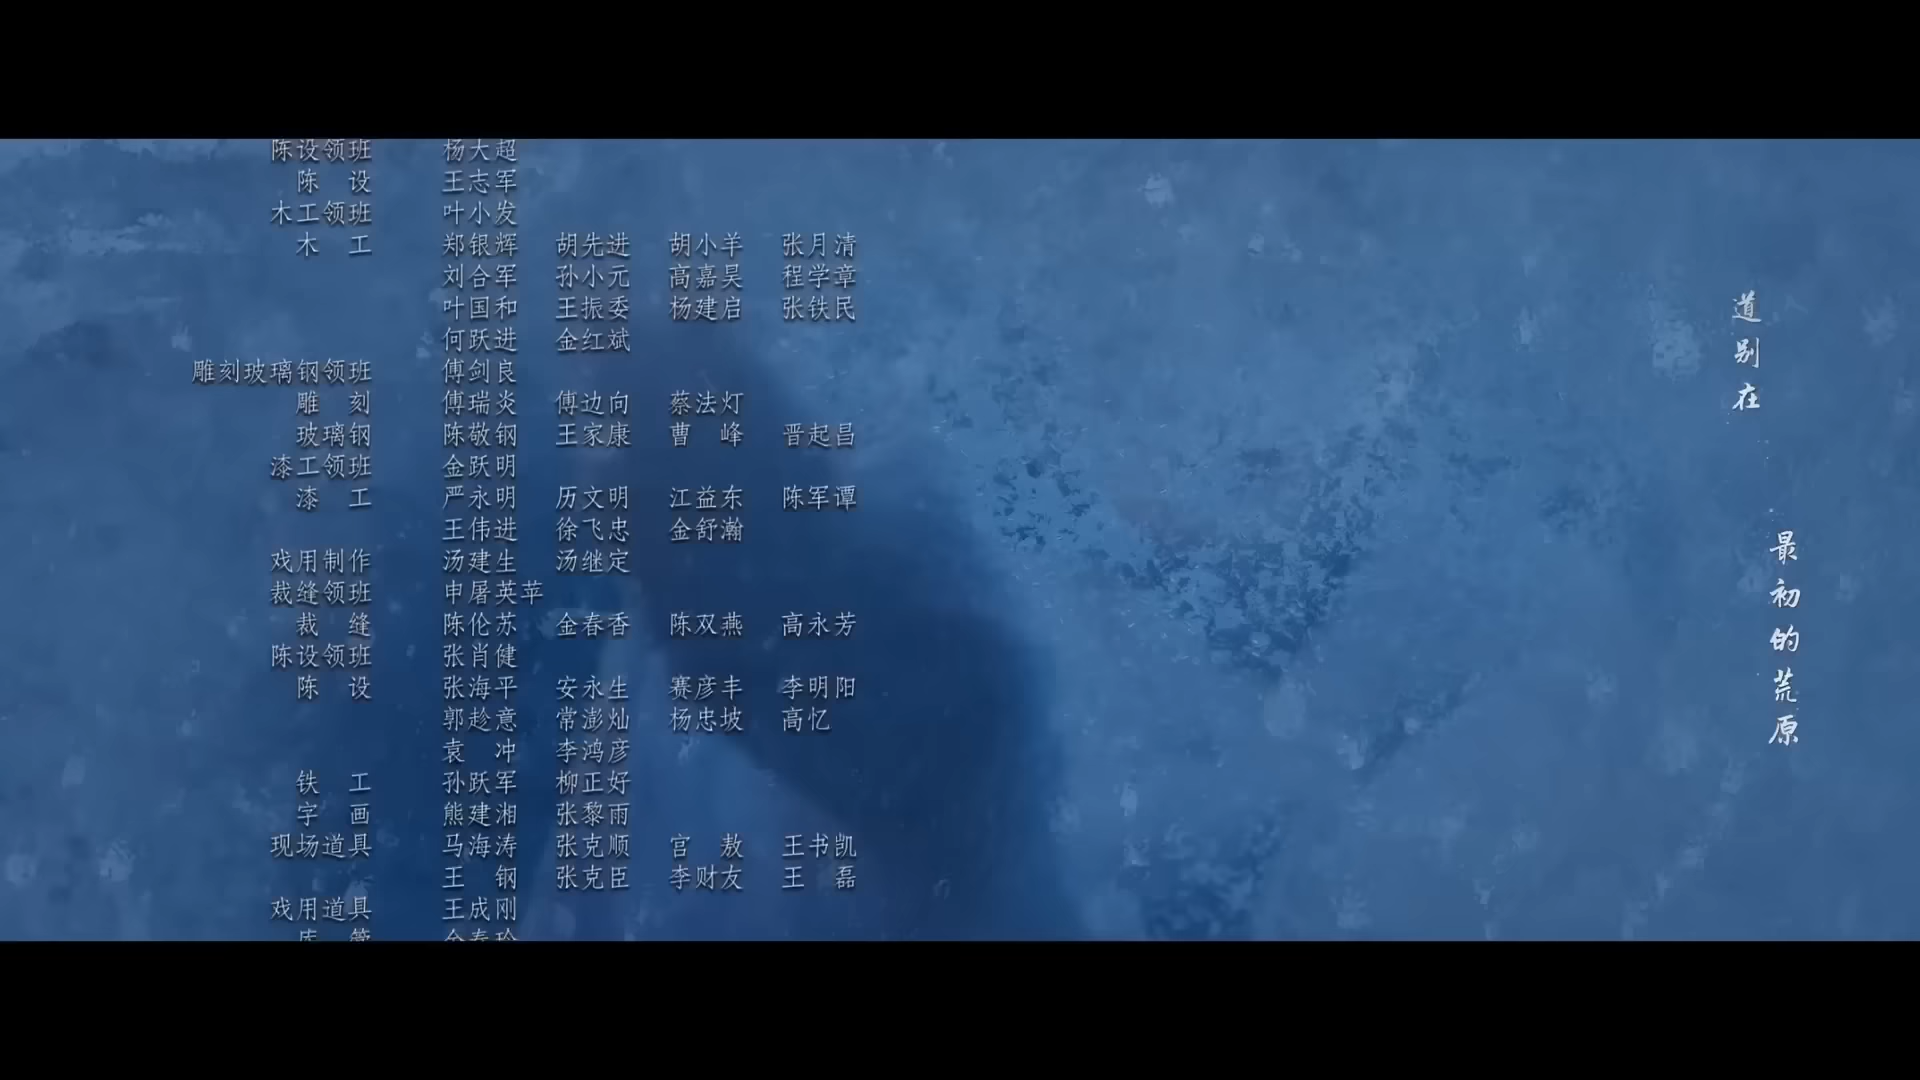 陈设领班 杨大超
陈 设 王志军
木工领班 叶小发
木 工 郑银辉 胡先进 胡小羊 张月清
刘合军 孙小元 高嘉昊 程学章
叶国和 王振委 杨建启 张铁民
何跃进 金红斌
雕刻玻璃钢领班 傅剑良
雕 刻 傅瑞炎 傅边向 蔡法灯
玻璃钢 陈敬钢 王家康 曹 峰 晋起昌
漆工领班 金跃明
漆 工 严永明 历文明 江益东 陈军谭
王伟进 徐飞忠 金舒瀚
戏用制作 汤建生 汤继定
裁缝领班 申屠英苹
裁 缝 陈伦苏 金春香 陈双燕 高永芳
陈设领班 张肖健
陈 设 张海平 安永生 赛彦丰 李明阳
郭趁意 常澎灿 杨忠坡 高忆
袁 冲 李鸿彦
铁 工 孙跃军 柳正好
字 画 熊建湘 张黎雨
现场道具 马海涛 张克顺 宫 敖 王书凯
王 钢 张克臣 李财友 王 磊
戏用道具 王成刚
道别在
最初的荒原